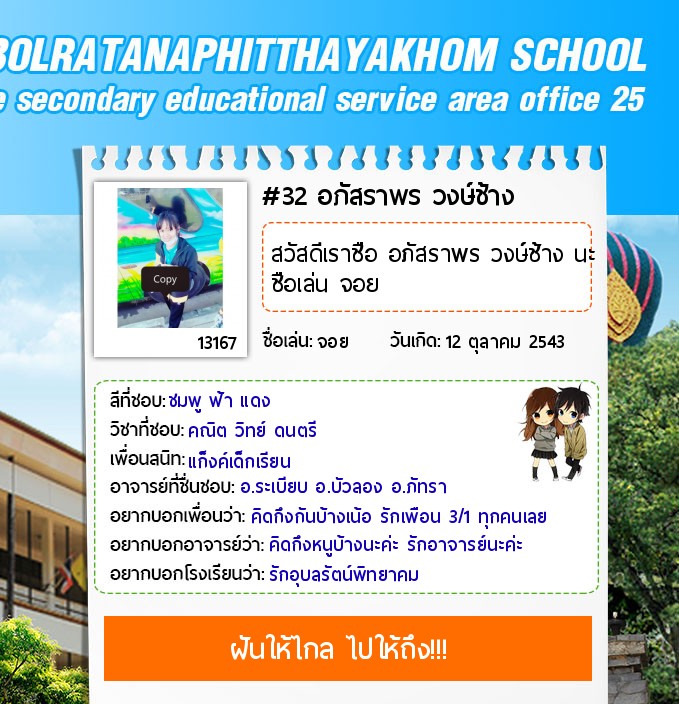 BOLRATANAPHITTHAYAKHOM SCHOOL
e secondary educational service area office 25
#32 อภัสราพร วงษ์ช้าง
สวัสดีเราชือ อภัสราพร วงษ์ช้าง นะ
ชือเล่น จอย
Copy
13167
ชื่อเล่น: จอย วันเกิด: 12 ตุลาคม 2543
สีที่ชอบ: ชมพู ฟ้า แดง
วิชาที่ชอบ: คณิต วิทย์ ดนตรี
เพื่อนสนิท: แก็งค์เด็กเรียน
อาจารย์ที่ชื่นชอบ: อ.ระเบียบ อ.บัวลอง อ.ภัทรา
อยากบอกเพื่อนว่า: คิดถึงกันบ้างเน้อ รักเพือน 3/1 ทุกคนเลย
อยากบอกอาจารย์ว่า: คิดถึงหนูบ้างนะค่ะ รักอาจารย์นะค่ะ
อยากบอกโรงเรียนว่า: รักอุบลรัตน์พิทยาคม
ฝันให้ไกล ไปให้ถึง!!!